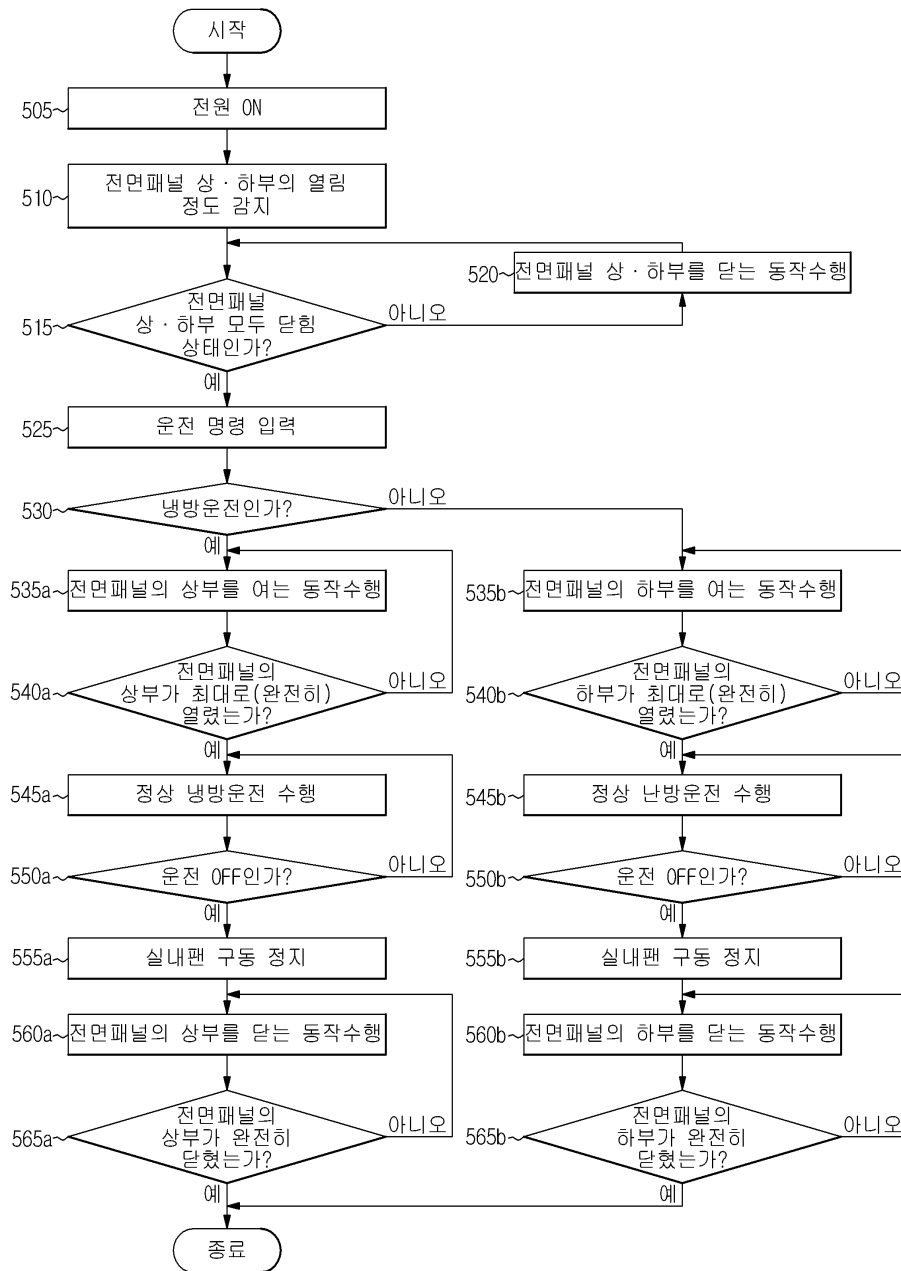 시작
505
전원 ON
510
전면패널 상·하부의 열림
정도 감지
520
전면패널 상·하부를 닫는 동작수행
515
전면패널
상·하부 모두 닫힘
상태인가?
아니오
예
525
운전 명령 입력
530
냉방운전인가?
아니오
예
535a
전면패널의 상부를 여는 동작수행
535b
전면패널의 하부를 여는 동작수행
540a
전면패널의
상부가 최대로(완전히)
열렸는가?
아니오
예
540b
전면패널의
하부가 최대로(완전히)
열렸는가?
아니오
예
545a
정상 냉방운전 수행
545b
정상 난방운전 수행
550a
운전 OFF인가?
아니오
예
550b
운전 OFF인가?
아니오
예
555a
실내팬 구동 정지
555b
실내팬 구동 정지
560a
전면패널의 상부를 닫는 동작수행
560b
전면패널의 하부를 닫는 동작수행
565a
전면패널의
상부가 완전히
닫혔는가?
아니오
예
565b
전면패널의
하부가 완전히
닫혔는가?
아니오
예
종료